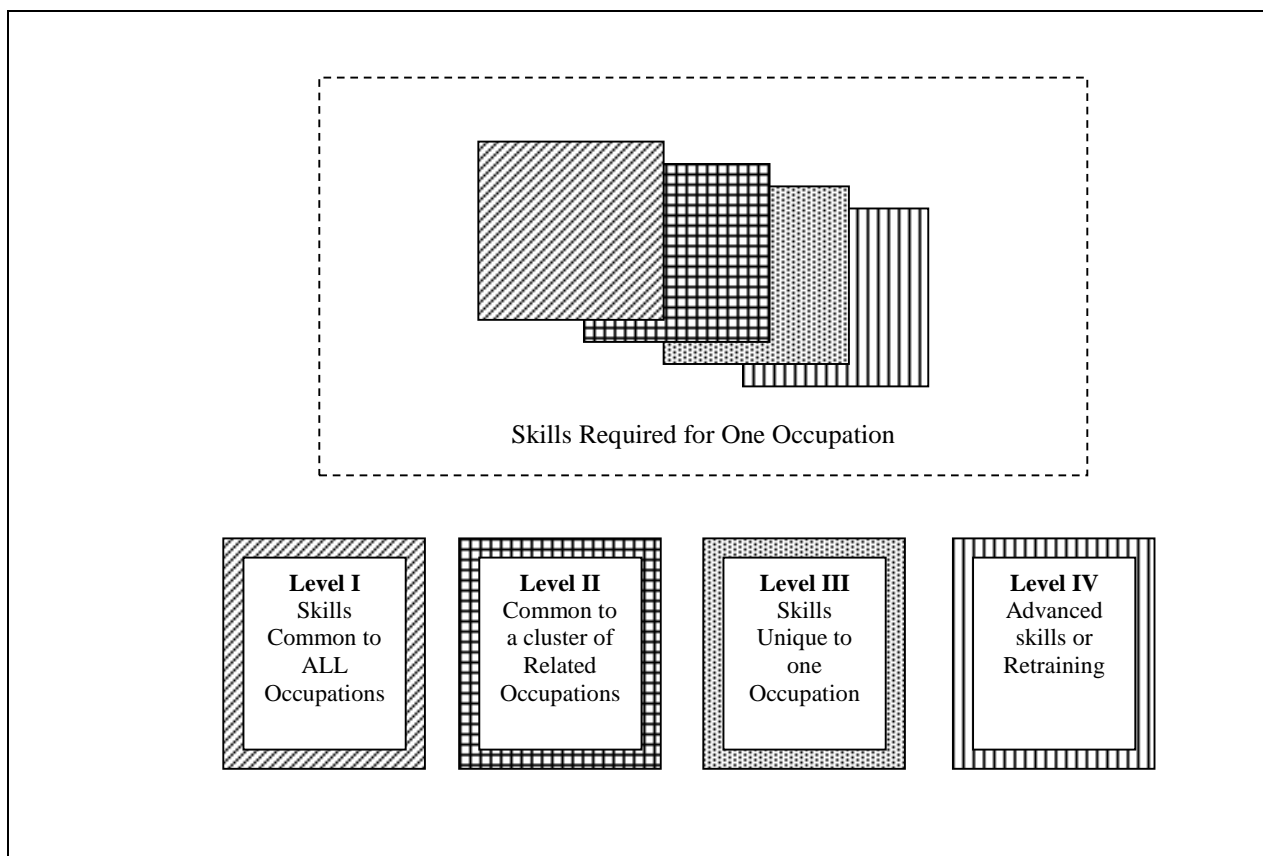 Skills Required for One Occupation
Level I
Skills
Common to
ALL
Occupations
Level II
Common to
a cluster of
Related
Occupations
Level III
Skills
Unique to
one
Occupation
Level IV
Advanced
skills or
Retraining